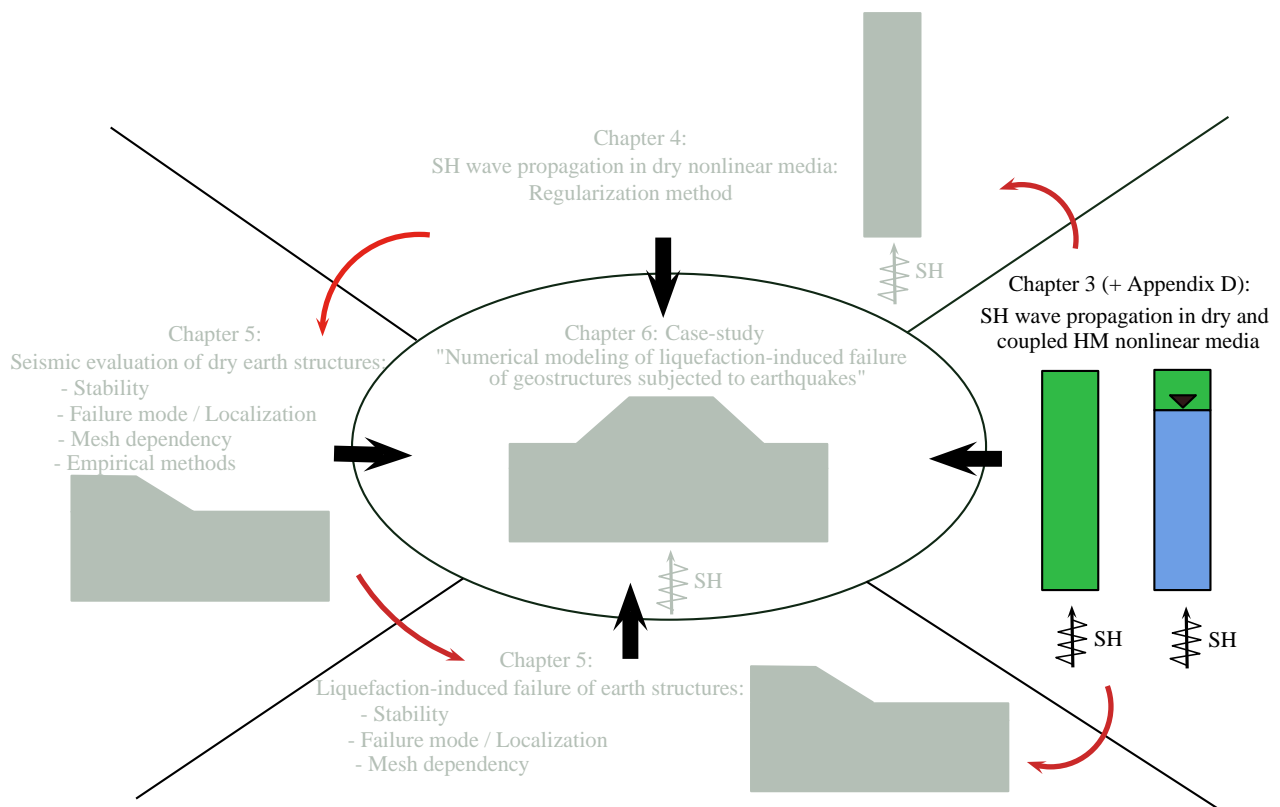 Chapter 4:
SH wave propagation in dry nonlinear media:
Regularization method
SH
Chapter 3 (+ Appendix D):
SH wave propagation in dry and
coupled HM nonlinear media
SH
SH
Chapter 5:
Seismic evaluation of dry earth structures:
- Stability
- Failure mode / Localization
- Mesh dependency
- Empirical methods
Chapter 6: Case-study
"Numerical modeling of liquefaction-induced failure
of geostructures subjected to earthquakes"
SH
Chapter 5:
Liquefaction-induced failure of earth structures:
- Stability
- Failure mode / Localization
- Mesh dependency